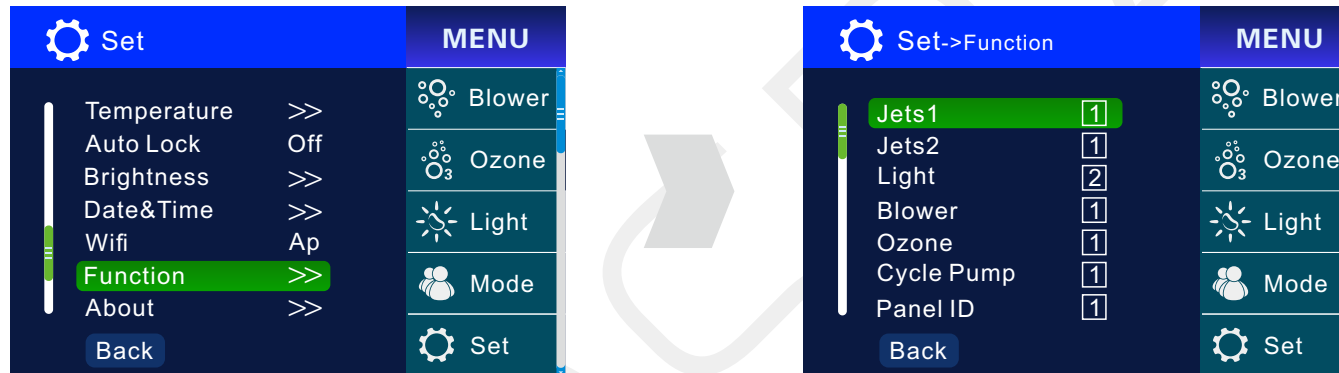 Set
MENU
Temperature >>
Auto Lock Off
Brightness >>
Date&Time >>
Wifi Ap
Function >>
About >>
Back
Blower
O3 Ozone
Light
Mode
Set
Set->Function
MENU
Jets1 1
Jets2 1
Light 2
Blower 1
Ozone 1
Cycle Pump 1
Panel ID 1
Back
Blower
O3 Ozone
Light
Mode
Set